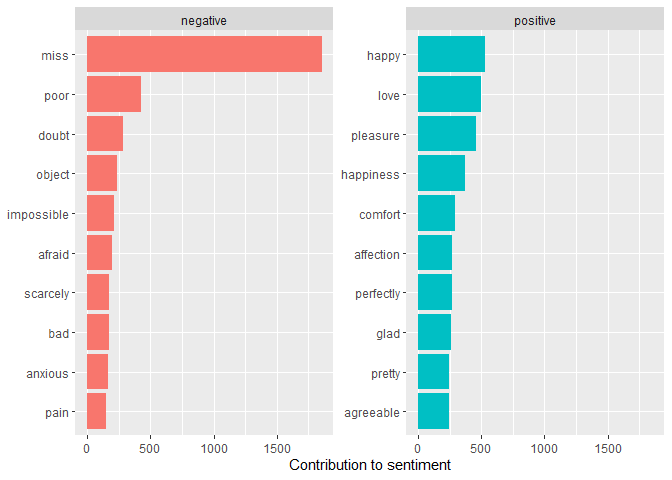 negative
miss
poor
doubt
object
impossible
afraid
scarcely
bad
anxious
pain
0 500 1000 1500
positive
happy
love
pleasure
happiness
comfort
affection
perfectly
glad
pretty
agreeable
0 500 1000 1500
Contribution to sentiment